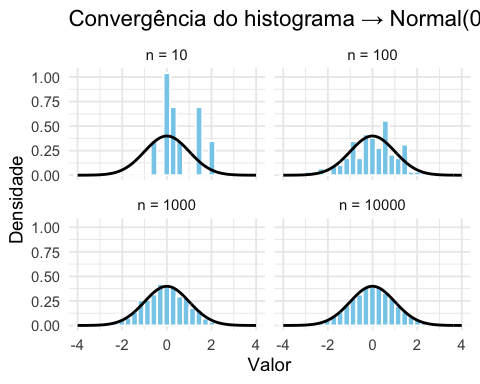 Convergência do histograma → Normal(0
n = 10
n = 100
1.00
0.75
0.50
0.25
0.00
n = 1000
n = 10000
1.00
0.75
0.50
0.25
0.00
Densidade
-4 -2 0 2 4
-4 -2 0 2 4
Valor